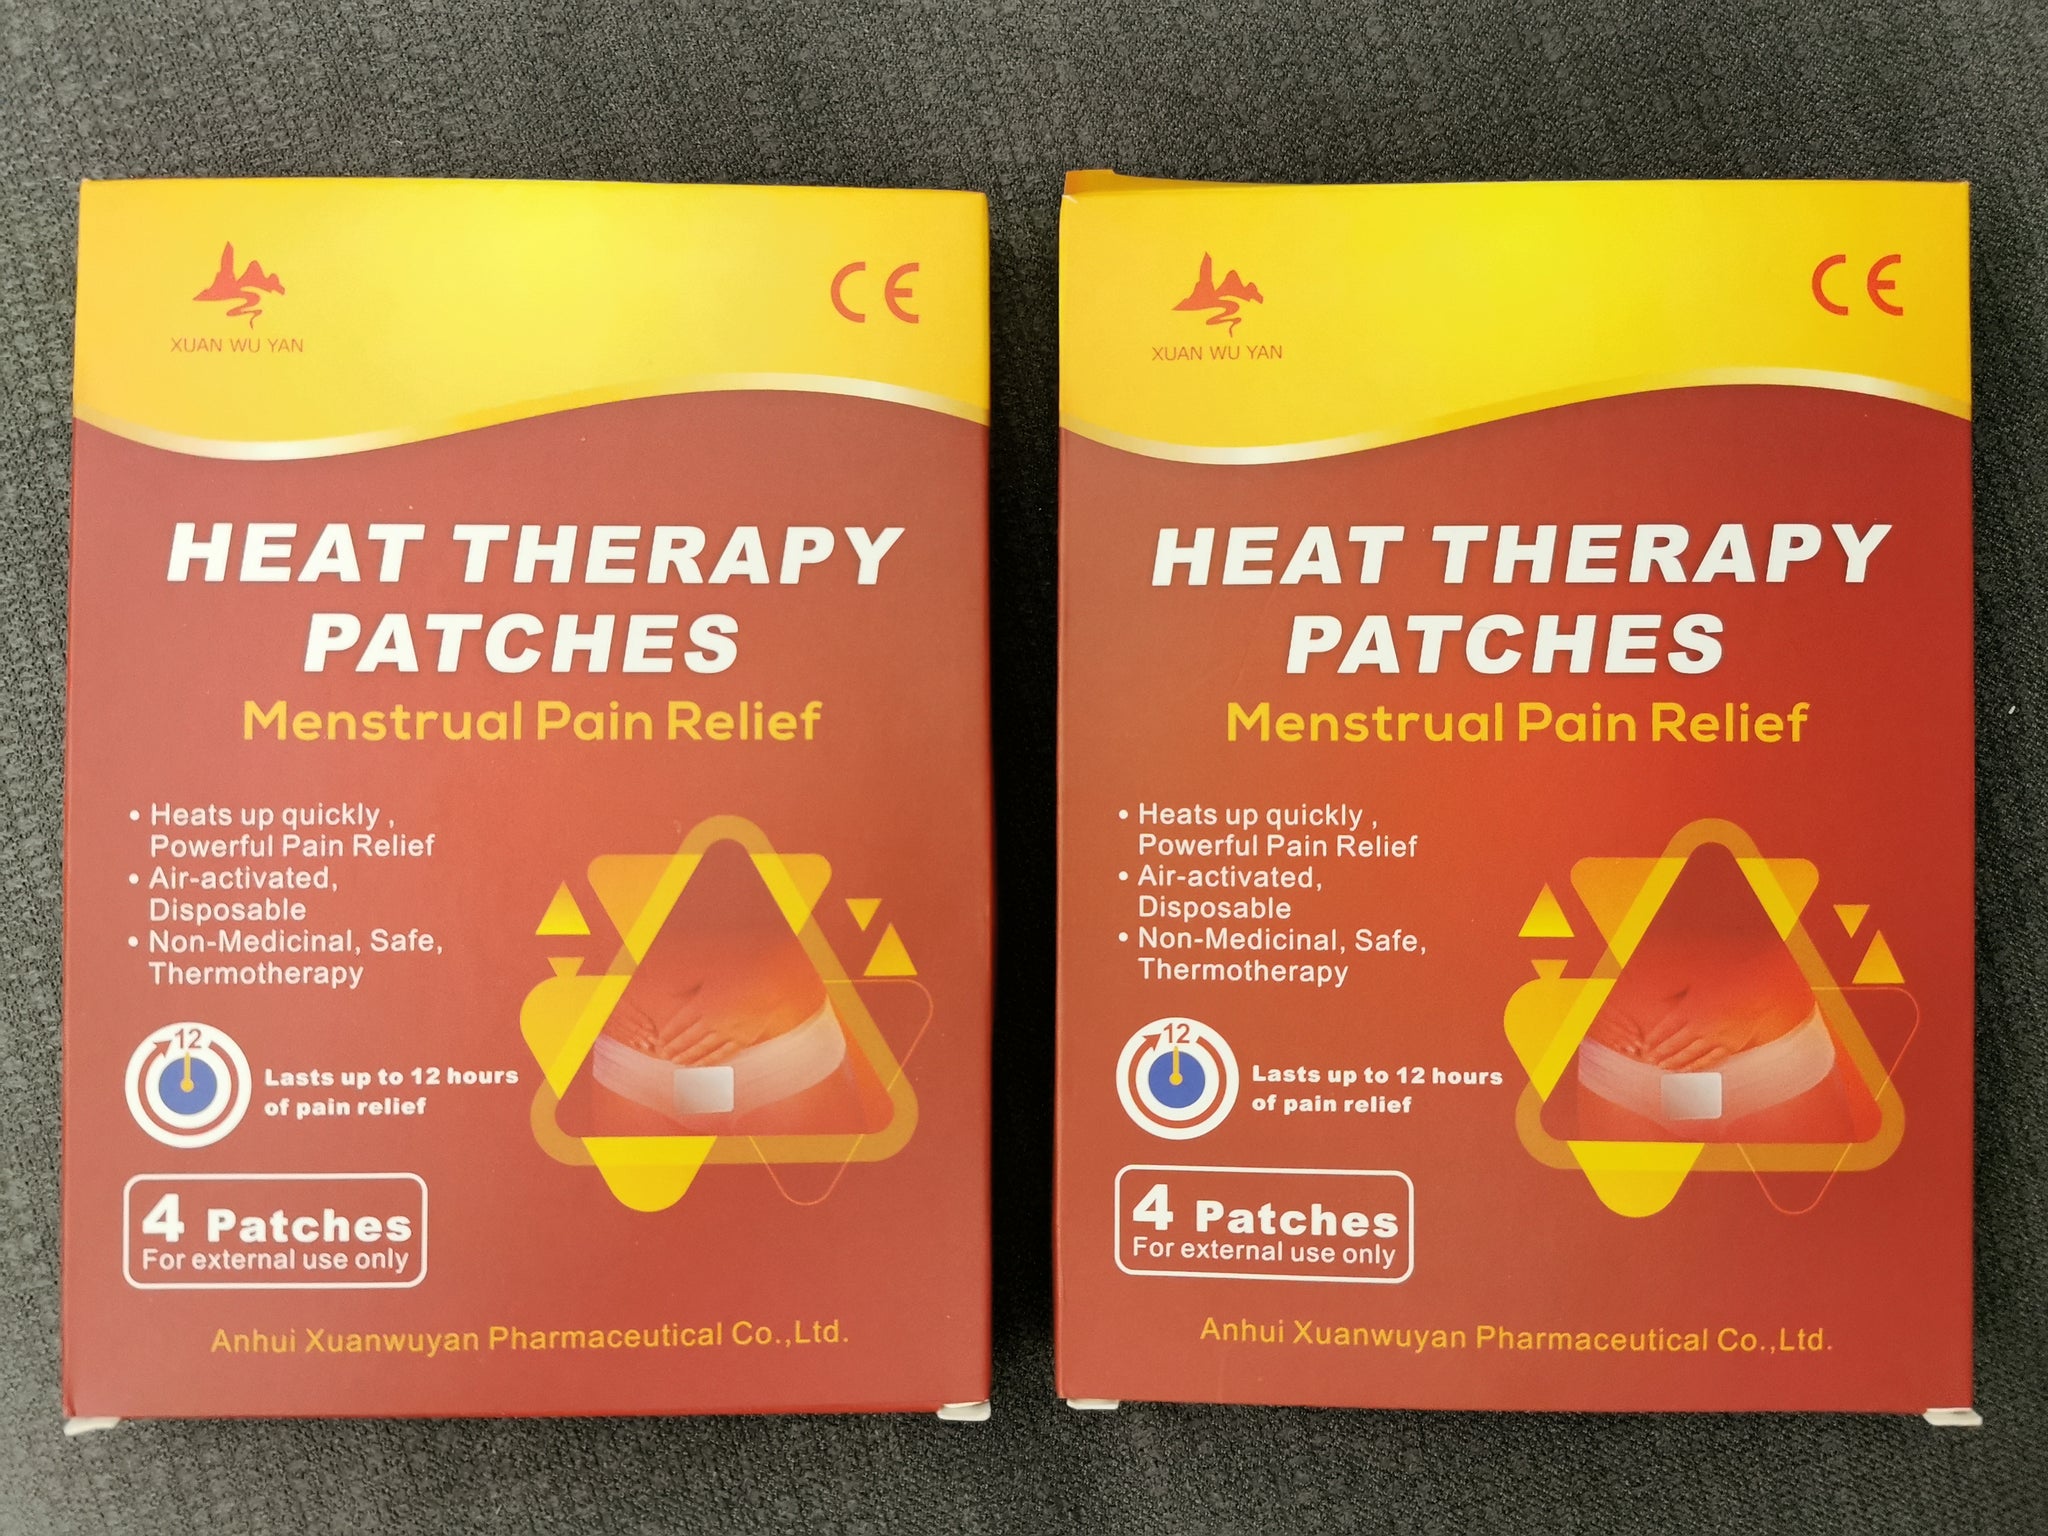 XUAN WU YAN
CE
HEAT THERAPY
PATCHES
Menstrual Pain Relief
• Heats up quickly ,
Powerful Pain Relief
• Air-activated,
Disposable
• Non-Medicinal, Safe,
Thermotherapy
12
Lasts up to 12 hours
of pain relief
4 Patches
For external use only
Anhui Xuanwuyan Pharmaceutical Co.,Ltd.
XUAN WU YAN
CE
HEAT THERAPY
PATCHES
Menstrual Pain Relief
• Heats up quickly ,
Powerful Pain Relief
• Air-activated,
Disposable
• Non-Medicinal, Safe,
Thermotherapy
12
Lasts up to 12 hours
of pain relief
4 Patches
For external use only
Anhui Xuanwuyan Pharmaceutical Co.,Ltd.